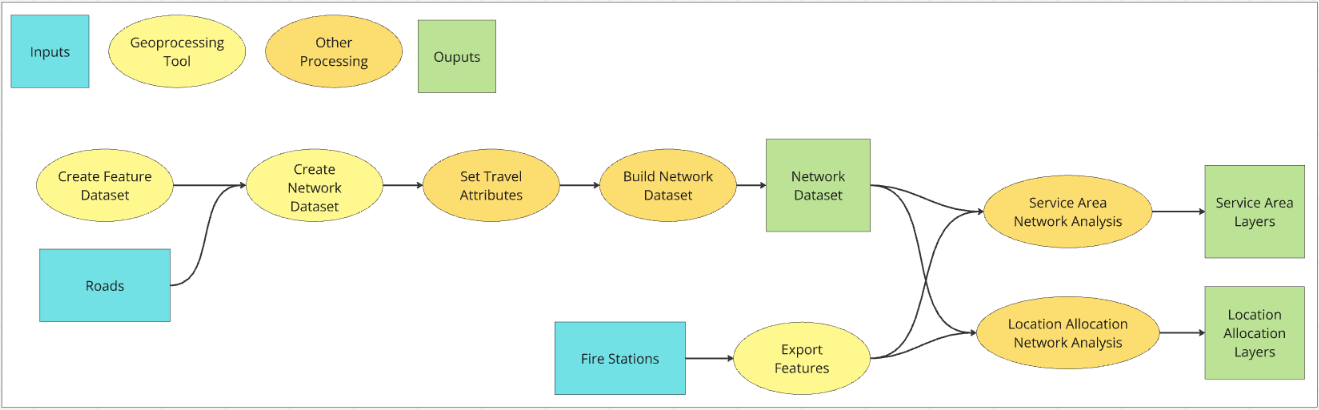 Inputs
Geoprocessing
Tool
Other
Processing
Ouputs
Create Feature
Dataset
Create
Network
Dataset
Set Travel
Attributes
Build Network
Dataset
Network
Dataset
Service Area
Network Analysis
Service Area
Layers
Roads
Fire Stations
Export
Features
Location Allocation
Network Analysis
Location
Allocation
Layers